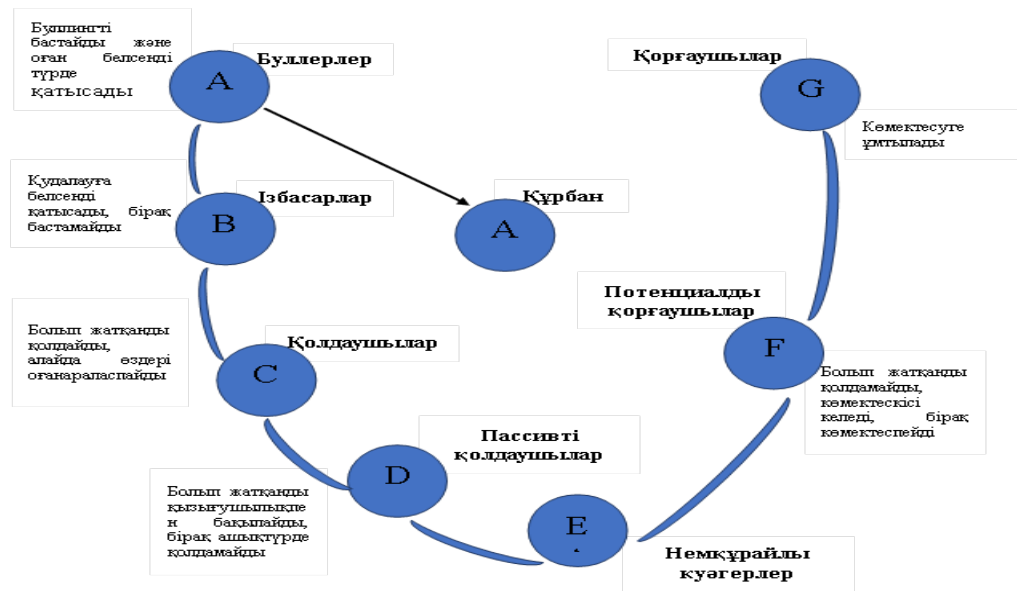 Буллингті
бастайды және
оған белсенді
түрде
қатысады
A
Буллерлер
Қорғаушылар
G
Көмектесуге
ұмтылады
Қудалауға
белсенді
қатысады, бірақ
бастамайды
B
Ізбасарлар
Құрбан
A
Болып жатқанды
қолдайды,
алайда өздері
оғанараласпайды
C
Қолдаушылар
Потенциалды
қорғаушылар
F
Болып жатқанды
қолдамайды,
көмектескісі
келеді, бірақ
көмектеспейді
Пассивті
қолдаушылар
D
Болып жатқанды
қызығушылықпе
н бақылайды,
бірақ ашықтүрде
қолдамайды
E
Немқұрайлы
куәгерлер